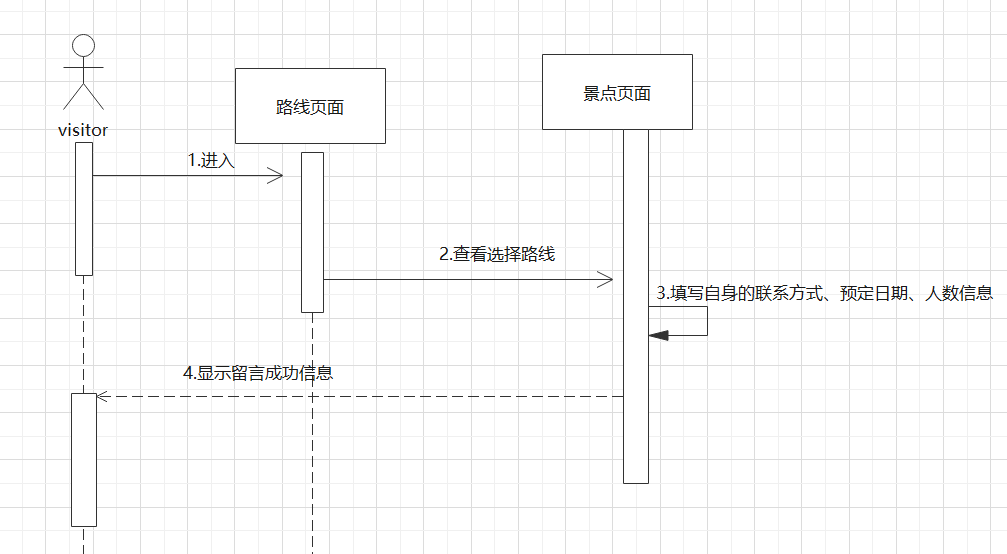 visitor
路线页面
景点页面
1.进入
2.查看选择路线
3.填写自身的联系方式、预定日期、人数信息
4.显示留言成功信息